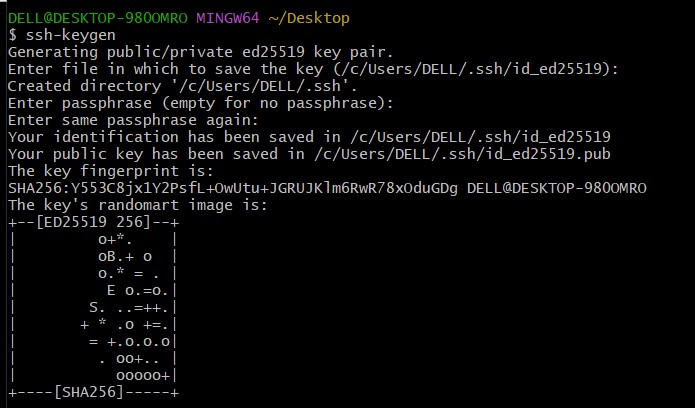 DELL@DESKTOP-980OMRO MINGW64 ~/Desktop
$ ssh-keygen
Generating public/private ed25519 key pair.
Enter file in which to save the key (/c/Users/DELL/.ssh/id_ed25519):
Created directory '/c/Users/DELL/.ssh'.
Enter passphrase (empty for no passphrase):
Enter same passphrase again:
Your identification has been saved in /c/Users/DELL/.ssh/id_ed25519
Your public key has been saved in /c/Users/DELL/.ssh/id_ed25519.pub
The key fingerprint is:
SHA256:Y553C8jx1Y2PsfL+OwUtu+JGRUJKlm6RwR78xOduGDg DELL@DESKTOP-980OMRO
The key's randomart image is:
+--[ED25519 256]--+
|          o+*.   |
|          oB.+ o |
|          o.* = .|
|           E o.=o.|
|         S. ..=++.|
|        + * .o +=.|
|         = +.o.o.o|
|          . oo+.. |
|            ooooo+|
+----[SHA256]-----+